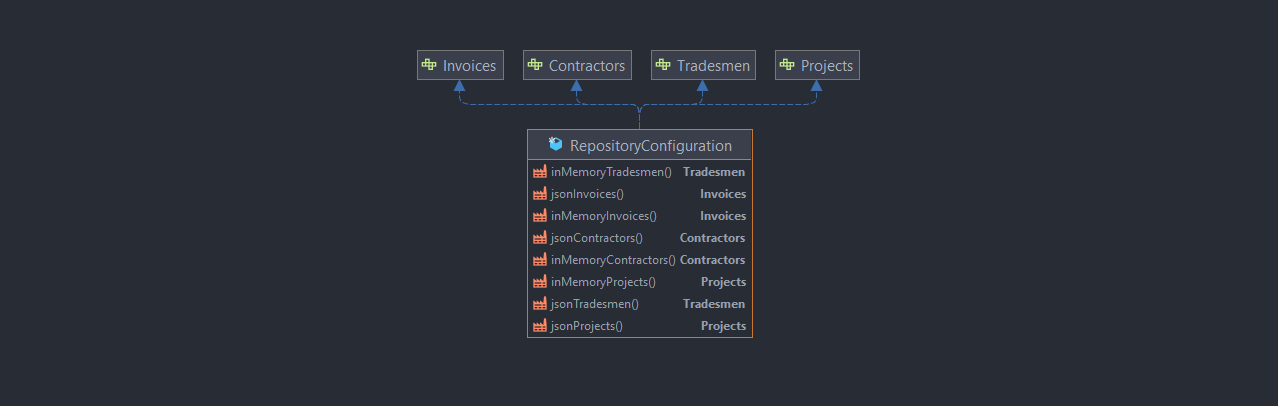 Invoices Contractors Tradesmen Projects
RepositoryConfiguration
inMemoryTradesmen() Tradesmen
jsonInvoices() Invoices
inMemoryInvoices() Invoices
jsonContractors() Contractors
inMemoryContractors() Contractors
inMemoryProjects() Projects
jsonTradesmen() Tradesmen
jsonProjects() Projects